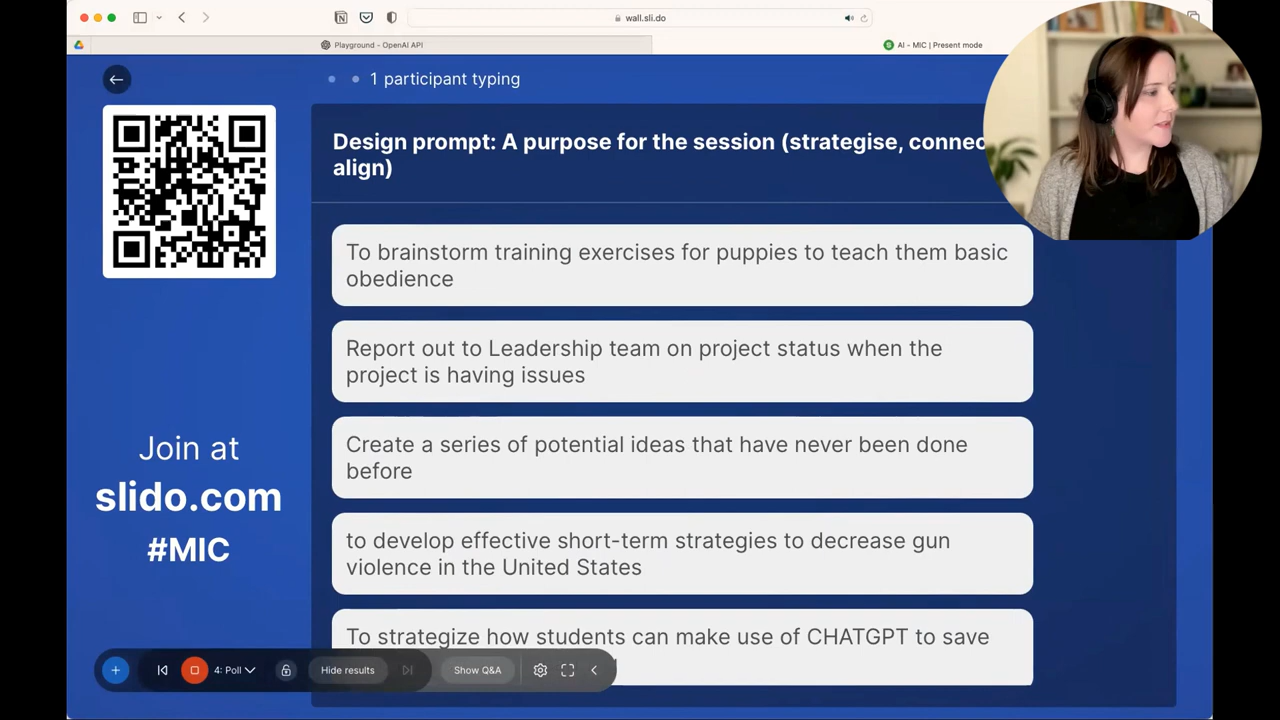 wall.sli.do
Playground - OpenAI API
AI - MIC | Present mode
1 participant typing
Design prompt: A purpose for the session (strategise, connec
align)
To brainstorm training exercises for puppies to teach them basic
obedience
Report out to Leadership team on project status when the
project is having issues
Create a series of potential ideas that have never been done
before
to develop effective short-term strategies to decrease gun
violence in the United States
To strategize how students can make use of CHATGPT to save
Join at
slido.com
#MIC
4: Poll
Hide results
Show Q&A